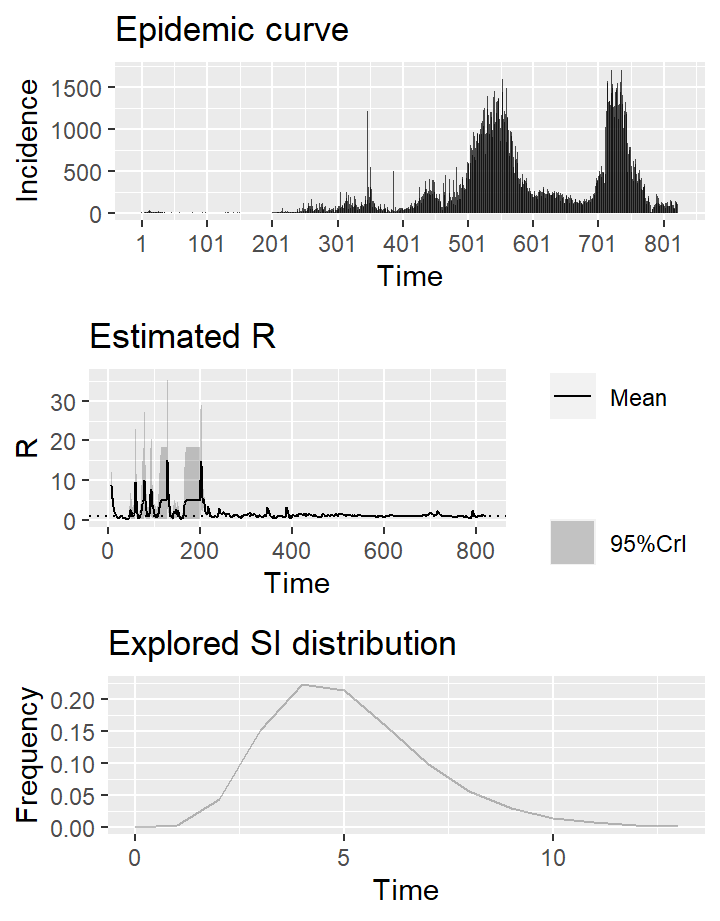 Epidemic curve
Incidence
1500
1000
500
0
1 101 201 301 401 501 601 701 801
Time
Estimated R
R
30
20
10
0
0 200 400 600 800
Time
Mean
95%CrI
Explored SI distribution
Frequency
0.20
0.15
0.10
0.05
0.00
0 5 10
Time